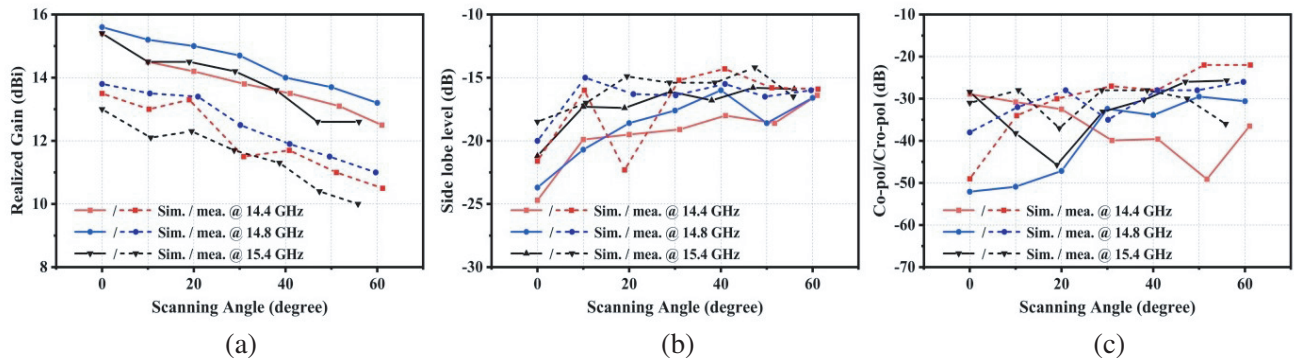 16
14
12
10
8
Realized Gain (dBi)
/ Sim. / mea. @ 14.4 GHz
/ Sim. / mea. @ 14.8 GHz
/ Sim. / mea. @ 15.4 GHz
0 20 40 60
Scanning Angle (degree)
(a)
-10
-15
-20
-25
-30
Side lobe level (dB)
/ Sim. / mea. @ 14.4 GHz
/ Sim. / mea. @ 14.8 GHz
/ Sim. / mea. @ 15.4 GHz
0 20 40 60
Scanning Angle (degree)
(b)
-10
-20
-30
-40
-50
-60
-70
Co-pol/Cro-pol (dB)
/ Sim. / mea. @ 14.4 GHz
/ Sim. / mea. @ 14.8 GHz
/ Sim. / mea. @ 15.4 GHz
0 20 40 60
Scanning Angle (degree)
(c)